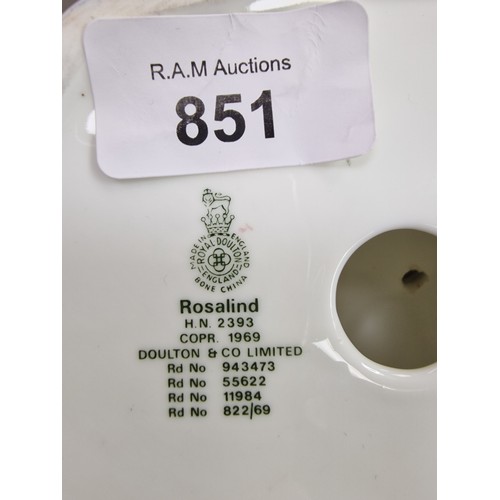 R.A.M Auctions
851
MADE IN ENGLAND
ROYAL DOULTON
ENGLAND
BONE CHINA
Rosalind
H.N. 2393
COPR. 1969
DOULTON & CO LIMITED
Rd No 943473
Rd No 55622
Rd No 11984
Rd No 822/69